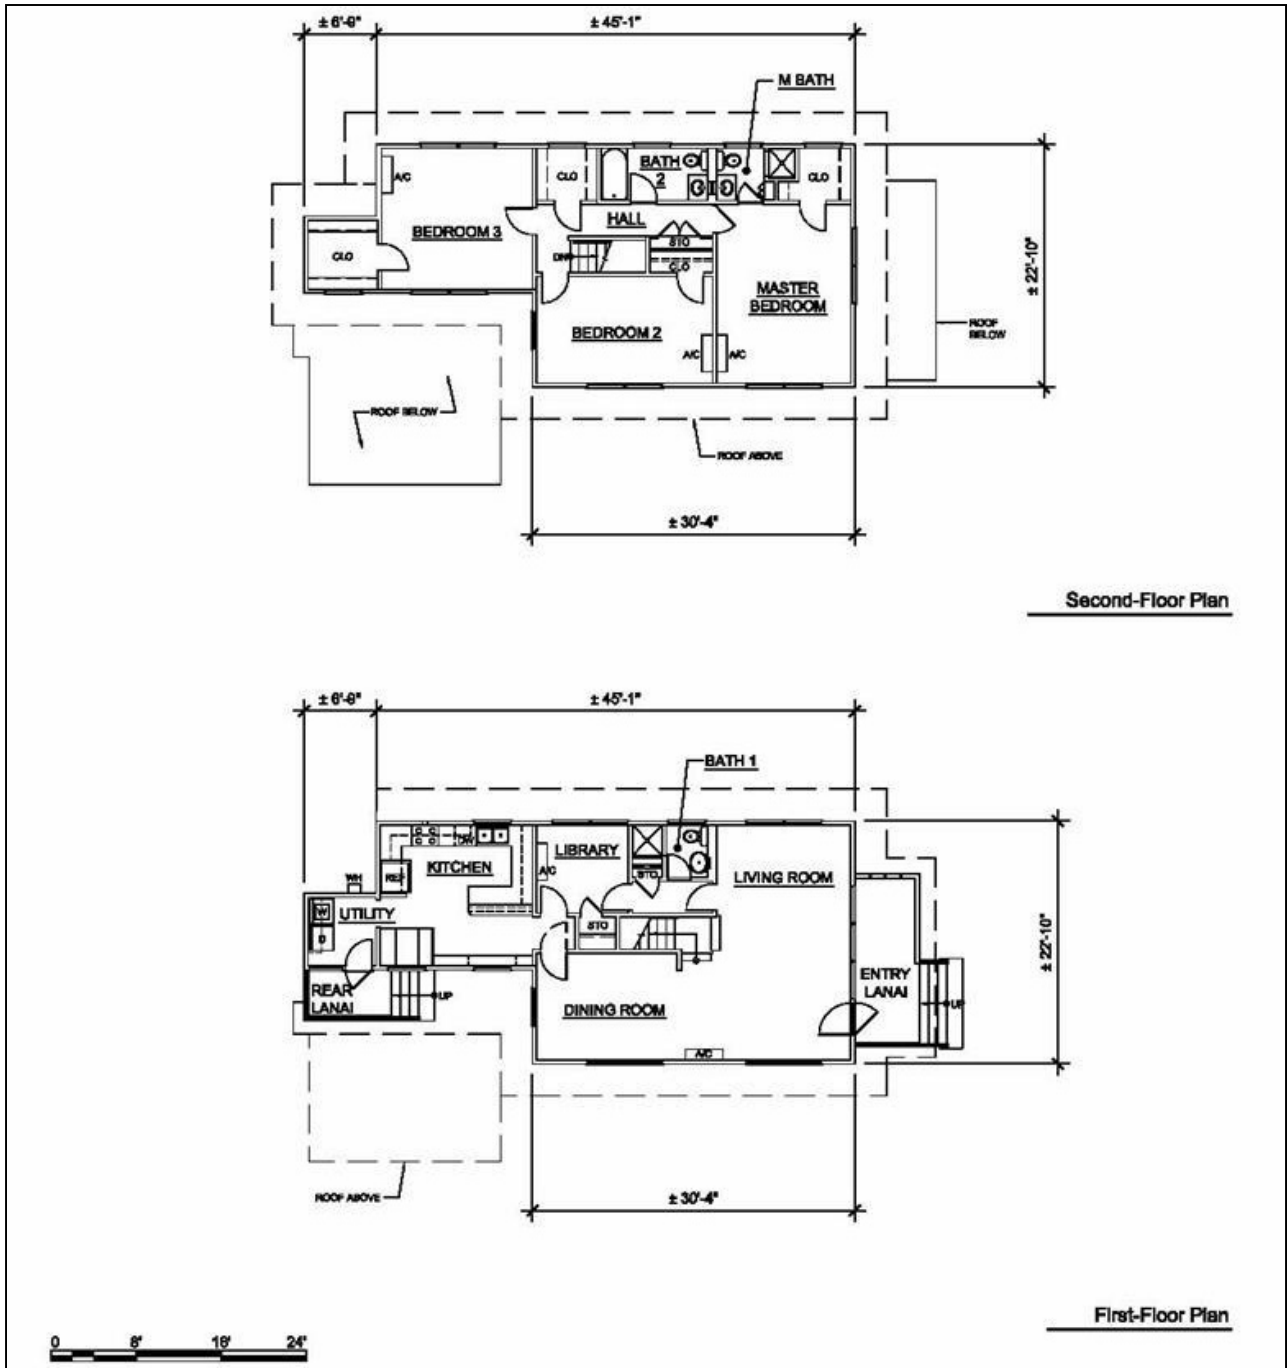 ± 6'-9" ± 45'-1"
M BATH
A/C CLO BATH 2 CLO
HALL
BEDROOM 3 STO
CLO DN CLO
MASTER BEDROOM
± 22'-10"
BEDROOM 2
ROOF BELOW
A/C A/C
ROOF BELOW
ROOF ABOVE
± 30'-4"
Second-Floor Plan
± 6'-9" ± 45'-1"
BATH 1
DW
LIBRARY
KITCHEN A/C
WH REF STO LIVING ROOM
W UTILITY
STO
D
± 22'-10"
REAR LANAI UP
ENTRY LANAI
DINING ROOM UP
A/C
ROOF ABOVE
± 30'-4"
First-Floor Plan
0 8' 16' 24'